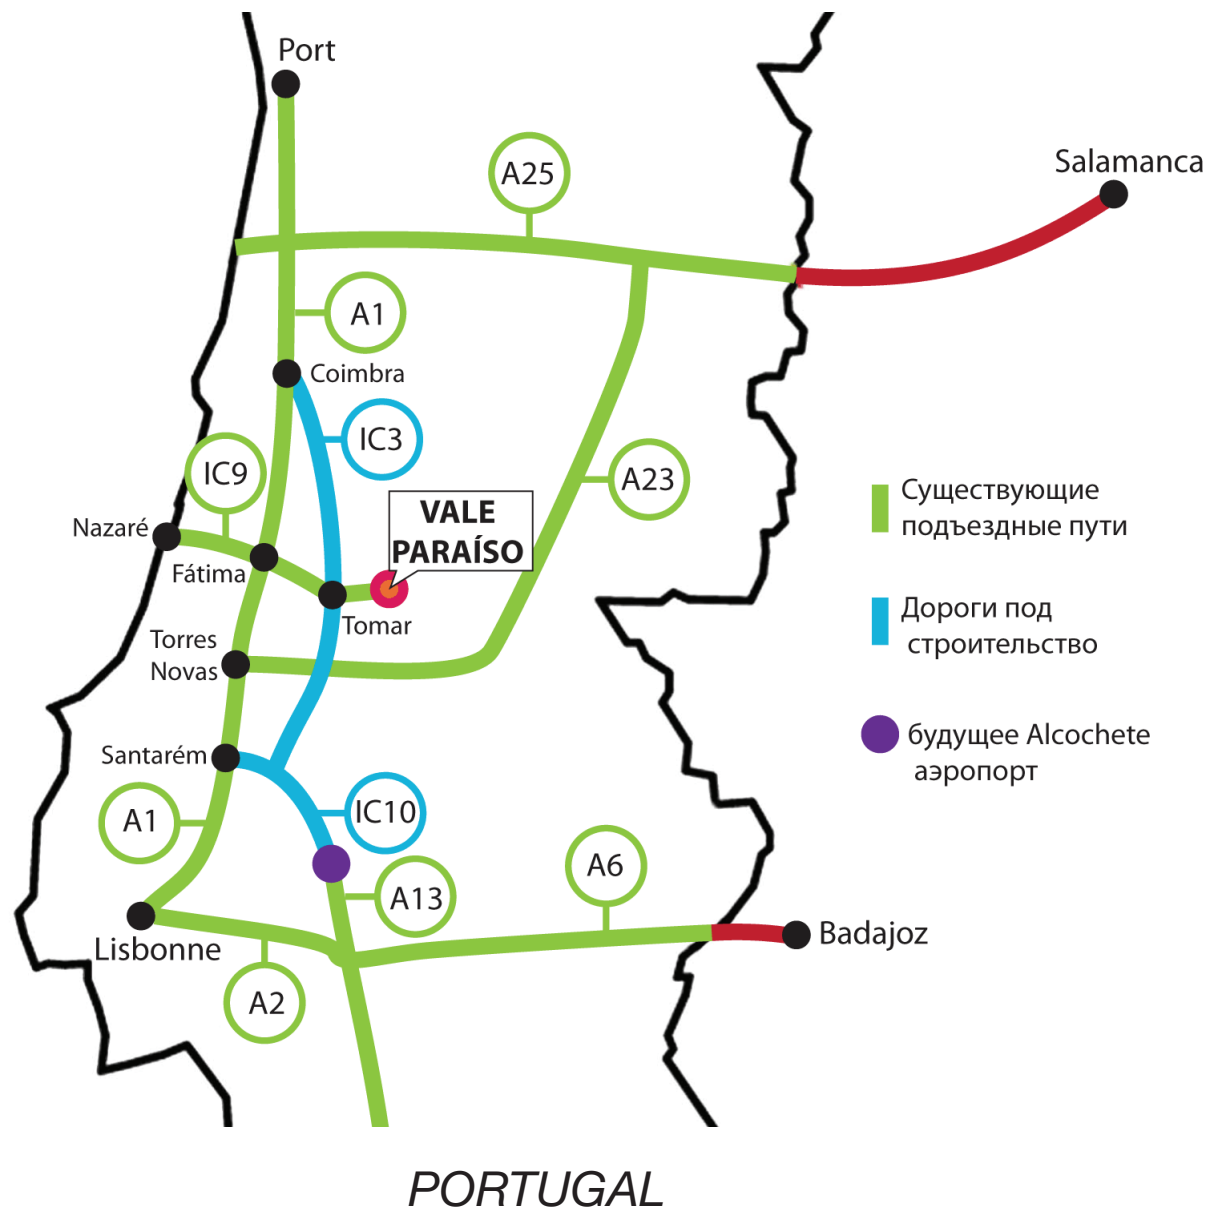 Port
Salamanca
A25
A1
Coimbra
IC3
IC9
A23
VALE
PARAÍSO
Nazaré
Fátima
Tomar
Torres
Novas
Santarém
A1
IC10
A13
A6
Lisbonne
Badajoz
A2
Существующие
подъездные пути
Дороги под
строительство
будущее Alcochete
аэропорт
PORTUGAL